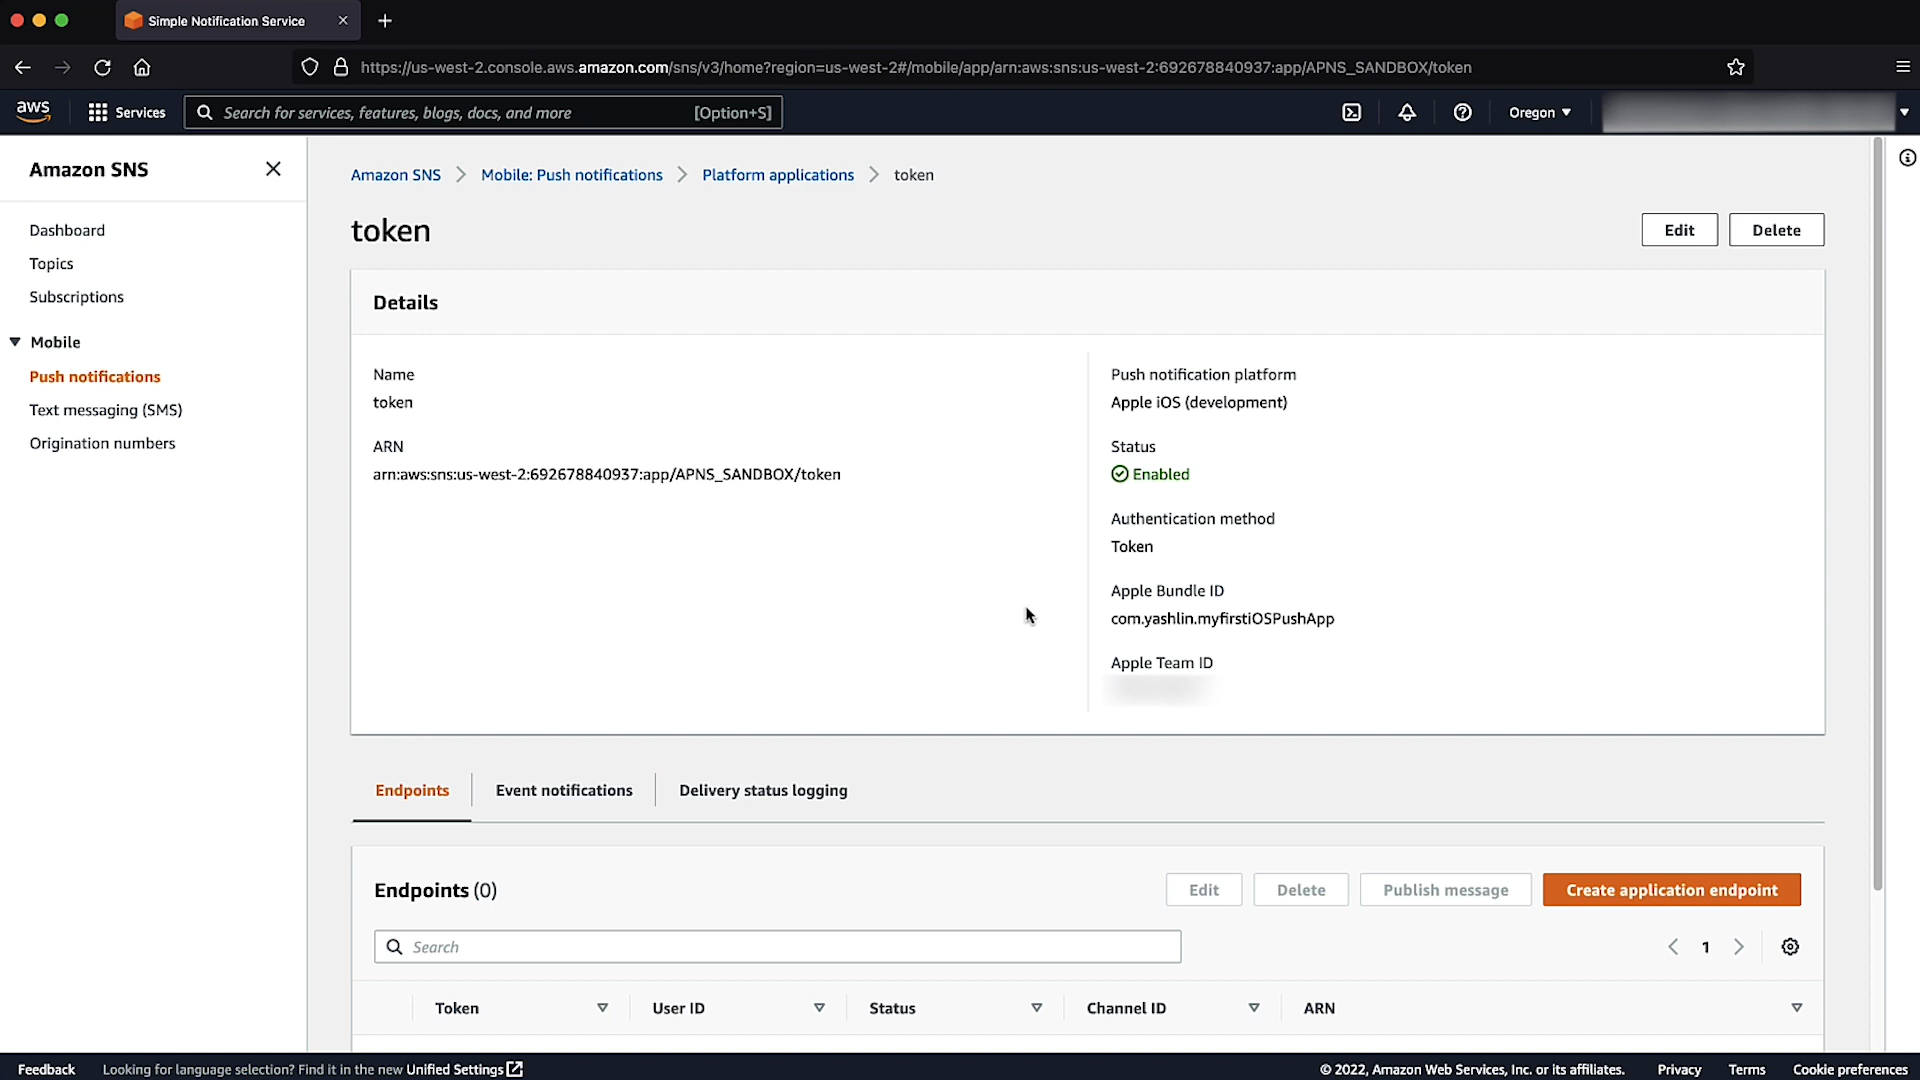 Simple Notification Service
https://us-west-2.console.aws.amazon.com/sns/v3/home?region=us-west-2#/mobile/app/arn:aws:sns:us-west-2:692678840937:app/APNS_SANDBOX/token
aws
Services
Search for services, features, blogs, docs, and more
[Option+S]
Oregon
Amazon SNS
Dashboard
Topics
Subscriptions
Mobile
Push notifications
Text messaging (SMS)
Origination numbers
Amazon SNS
Mobile: Push notifications
Platform applications
token
token
Edit
Delete
Details
Name
token
ARN
arn:aws:sns:us-west-2:692678840937:app/APNS_SANDBOX/token
Push notification platform
Apple iOS (development)
Status
Enabled
Authentication method
Token
Apple Bundle ID
com.yashlin.myfirstiOSPushApp
Apple Team ID
Endpoints
Event notifications
Delivery status logging
Endpoints (0)
Edit
Delete
Publish message
Create application endpoint
Search
1
Token
User ID
Status
Channel ID
ARN
Feedback
Looking for language selection? Find it in the new Unified Settings
© 2022, Amazon Web Services, Inc. or its affiliates.
Privacy
Terms
Cookie preferences